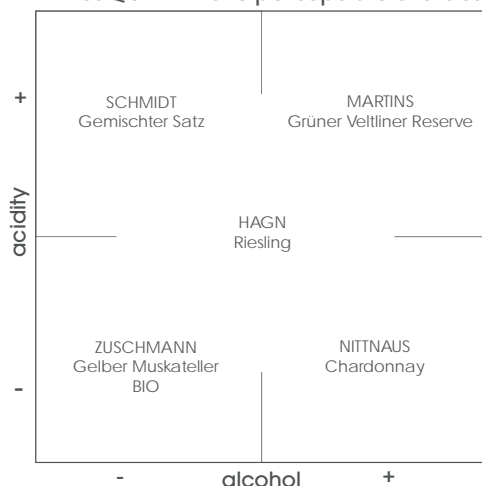 +
SCHMIDT
Gemischter Satz
MARTINS
Grüner Veltliner Reserve
acidity
HAGN
Riesling
ZUSCHMANN
Gelber Muskateller
BIO
NITTNAUS
Chardonnay
-
- alcohol +